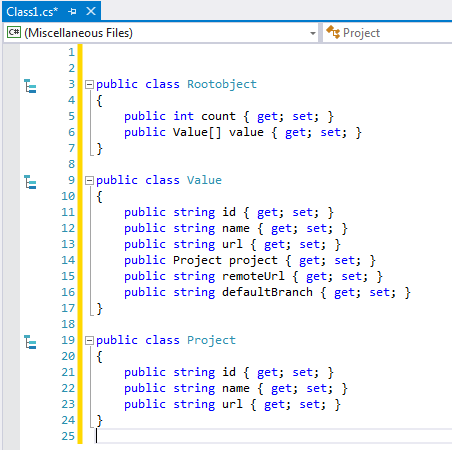 Class1.cs*
C# (Miscellaneous Files) Project
1
2
3 public class Rootobject
4 {
5 public int count { get; set; }
6 public Value[] value { get; set; }
7 }
8
9 public class Value
10 {
11 public string id { get; set; }
12 public string name { get; set; }
13 public string url { get; set; }
14 public Project project { get; set; }
15 public string remoteUrl { get; set; }
16 public string defaultBranch { get; set; }
17 }
18
19 public class Project
20 {
21 public string id { get; set; }
22 public string name { get; set; }
23 public string url { get; set; }
24 }
25